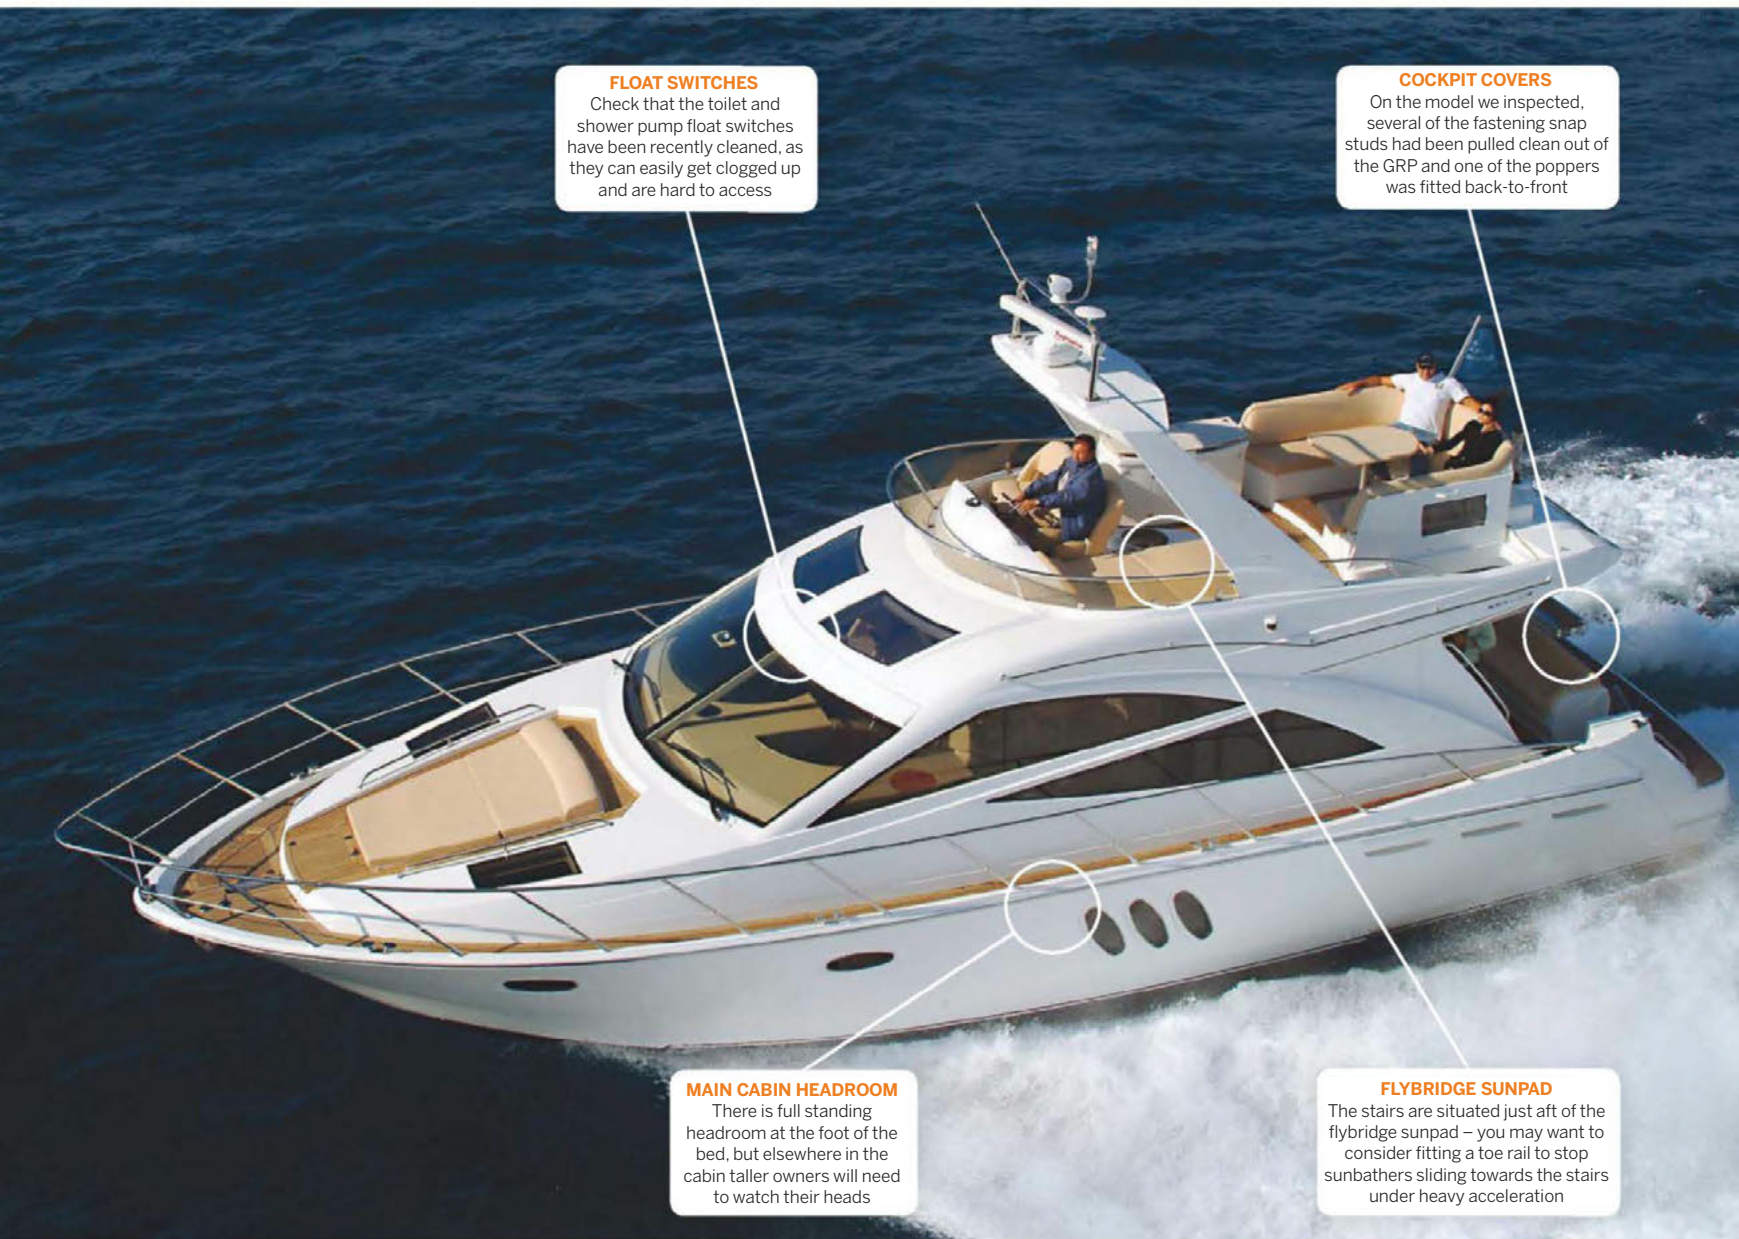 FLOAT SWITCHES
Check that the toilet and
shower pump float switches
have been recently cleaned, as
they can easily get clogged up
and are hard to access
COCKPIT COVERS
On the model we inspected,
several of the fastening snap
studs had been pulled clean out of
the GRP and one of the poppers
was fitted back-to-front
MAIN CABIN HEADROOM
There is full standing
headroom at the foot of the
bed, but elsewhere in the
cabin taller owners will need
to watch their heads
FLYBRIDGE SUNPAD
The stairs are situated just aft of the
flybridge sunpad – you may want to
consider fitting a toe rail to stop
sunbathers sliding towards the stairs
under heavy acceleration